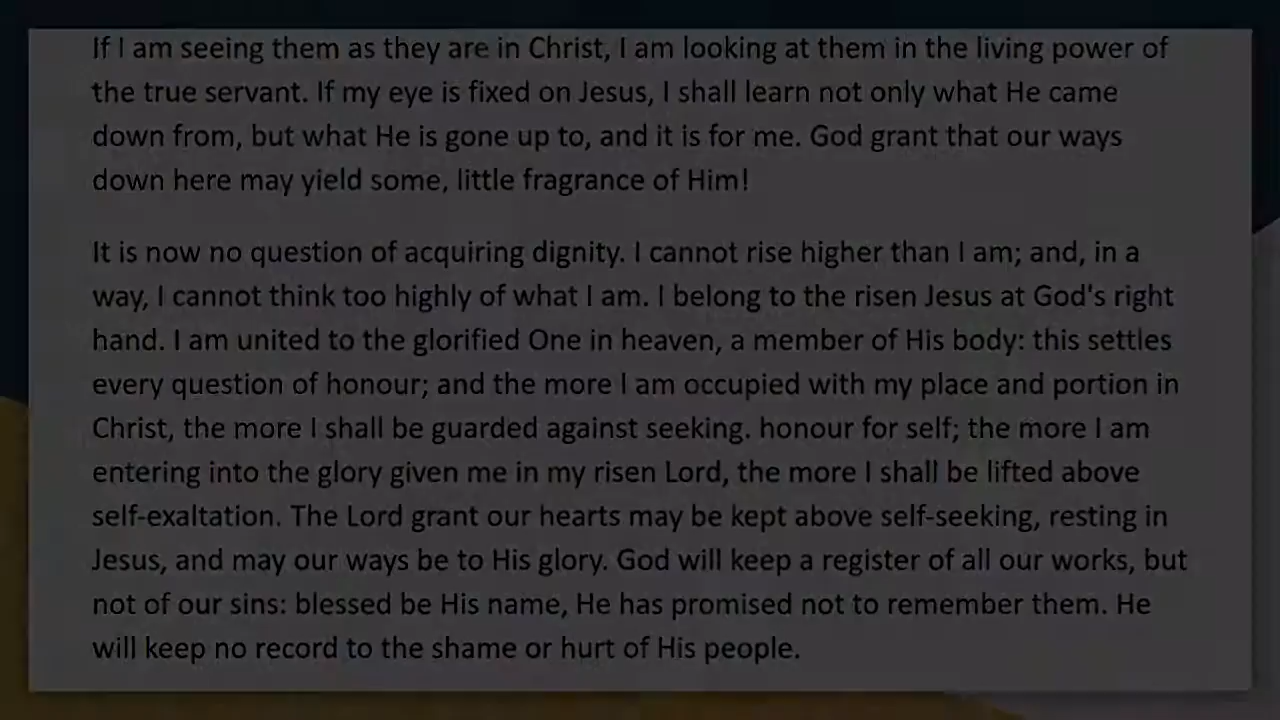 If I am seeing them as they are in Christ, I am looking at them in the living power of
the true servant. If my eye is fixed on Jesus, I shall learn not only what He came
down from, but what He is gone up to, and it is for me. God grant that our ways
down here may yield some, little fragrance of Him!
It is now no question of acquiring dignity. I cannot rise higher than I am; and, in a
way, I cannot think too highly of what I am. I belong to the risen Jesus at God's right
hand. I am united to the glorified One in heaven, a member of His body: this settles
every question of honour; and the more I am occupied with my place and portion in
Christ, the more I shall be guarded against seeking. honour for self; the more I am
entering into the glory given me in my risen Lord, the more I shall be lifted above
self-exaltation. The Lord grant our hearts may be kept above self-seeking, resting in
Jesus, and may our ways be to His glory. God will keep a register of all our works, but
not of our sins: blessed be His name, He has promised not to remember them. He
will keep no record to the shame or hurt of His people.